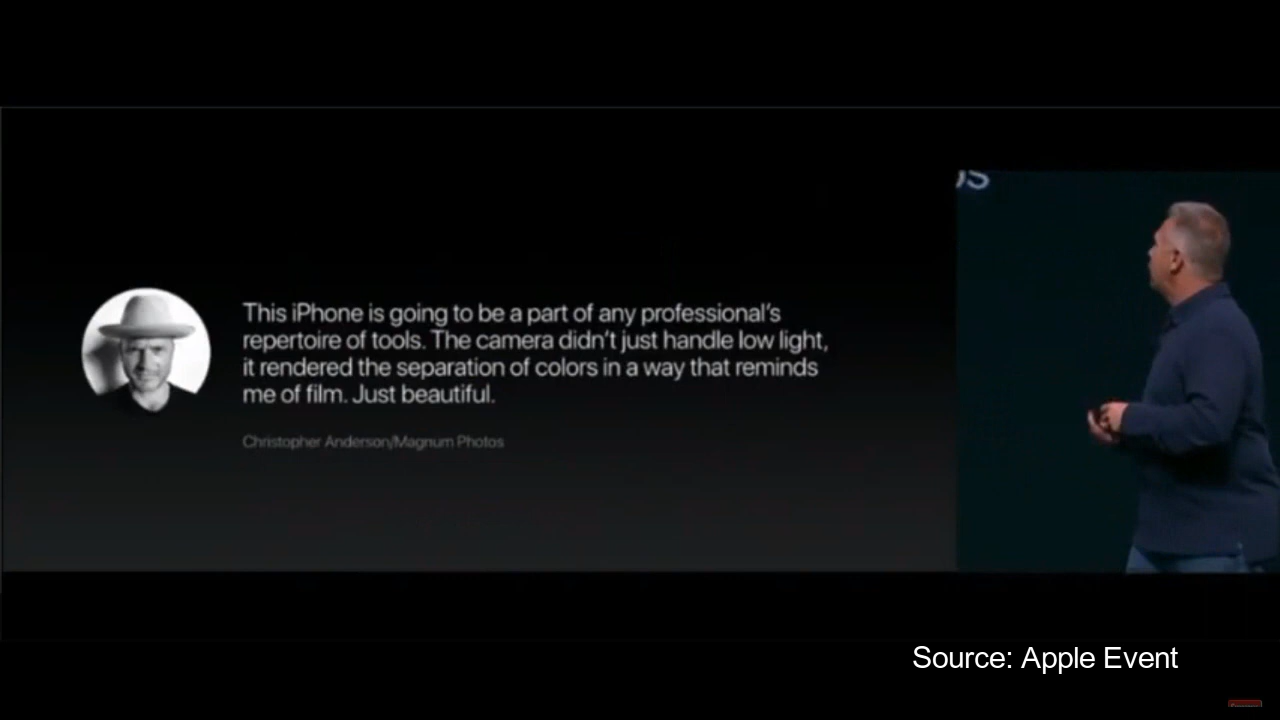 This iPhone is going to be a part of any professional's
repertoire of tools. The camera didn't just handle low light,
it rendered the separation of colors in a way that reminds
me of film. Just beautiful.
Christopher Anderson/Magnum Photos
Source: Apple Event